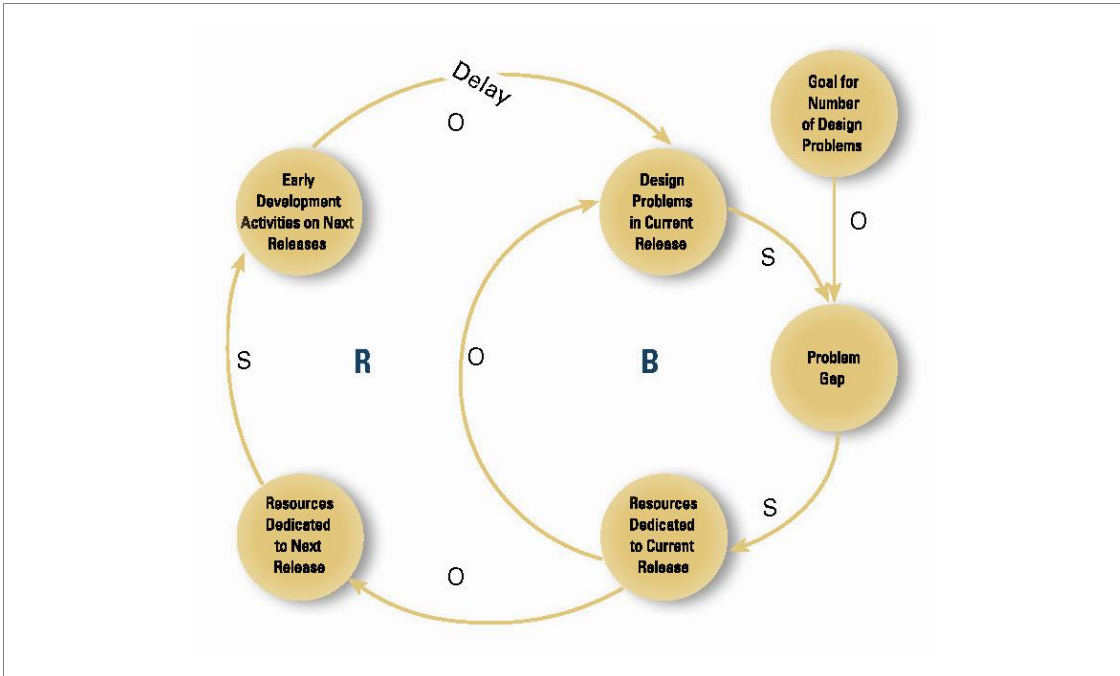 Delay
O
Goal for
Number
of Design
Problems
Early
Development
Activities on Next
Releases
Design
Problems
in Current
Release
O
S
S
O
R
B
Problem
Gap
S
Resources
Dedicated
to Next
Release
Resources
Dedicated
to Current
Release
O